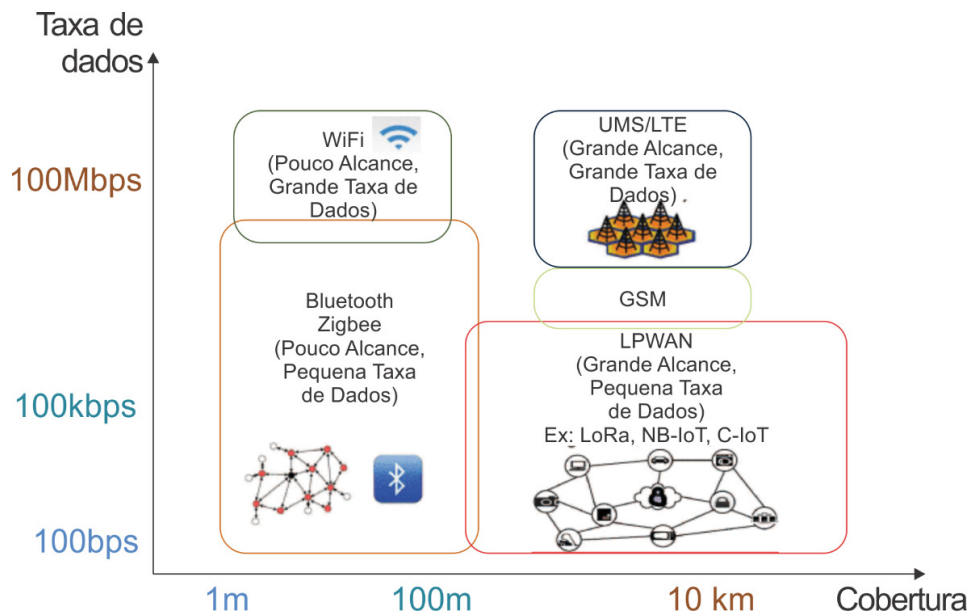 Taxa de
dados
WiFi
(Pouco Alcance,
Grande Taxa de
Dados)
UMS/LTE
(Grande Alcance,
Grande Taxa de
Dados)
100Mbps
Bluetooth
Zigbee
(Pouco Alcance,
Pequena Taxa
de Dados)
GSM
LPWAN
(Grande Alcance,
Pequena Taxa
de Dados)
Ex: LoRa, NB-IoT, C-IoT
100kbps
100bps
1m
100m
10 km
Cobertura